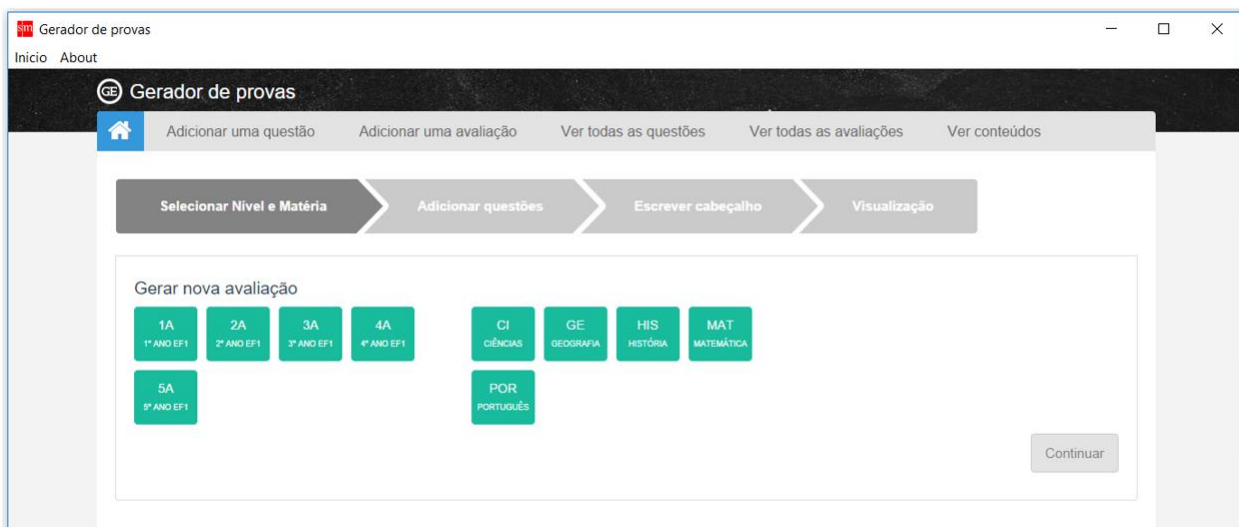 sm Gerador de provas
Inicio About
GE Gerador de provas
Adicionar uma questão Adicionar uma avaliação Ver todas as questões Ver todas as avaliações Ver conteúdos
Selecionar Nível e Matéria Adicionar questões Escrever cabeçalho Visualização
Gerar nova avaliação
1A 2A 3A 4A CI GE HIS MAT
1º ANO EF1 2º ANO EF1 3º ANO EF1 4º ANO EF1 CIÊNCIAS GEOGRAFIA HISTÓRIA MATEMÁTICA
5A POR
5º ANO EF1 PORTUGUÊS
Continuar